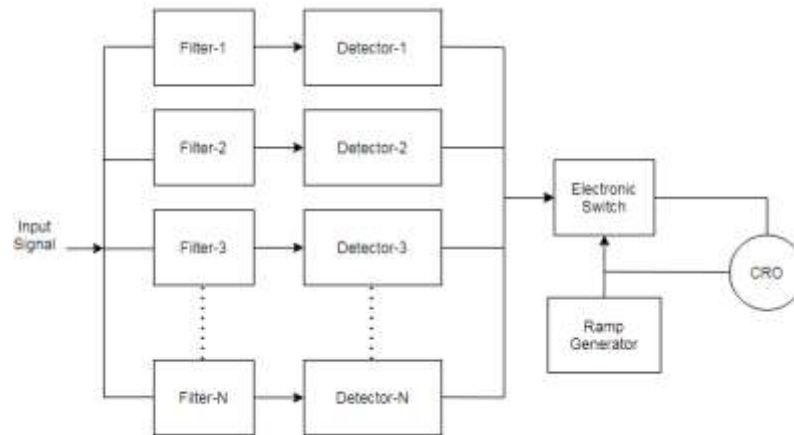 Filter-1
Detector-1
Filter-2
Detector-2
Electronic
Switch
Input
Signal
Filter-3
Detector-3
CRO
Ramp
Generator
Filter-N
Detector-N